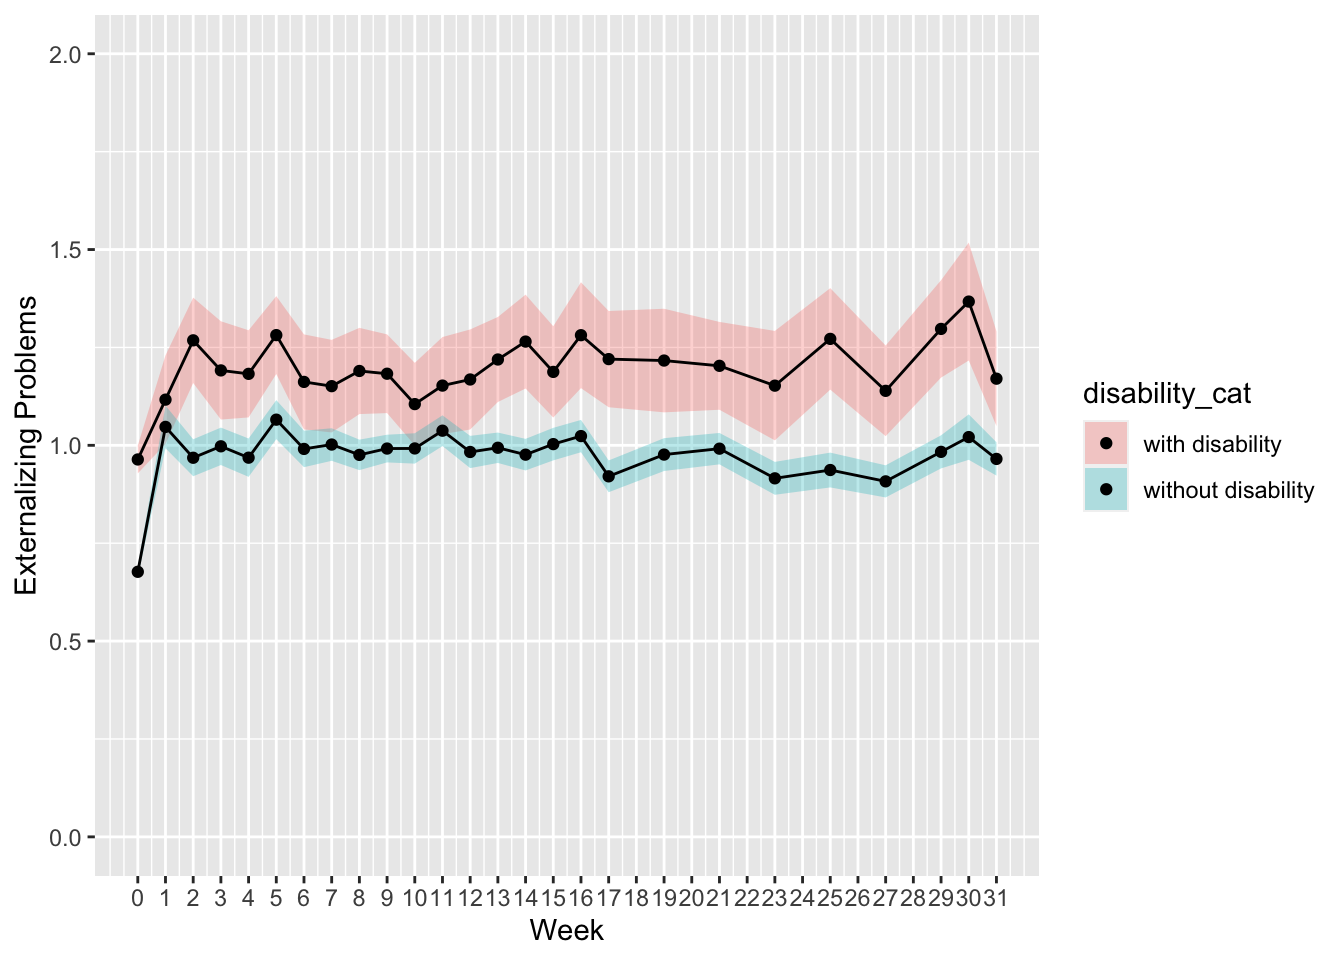 2.0
1.5
1.0
0.5
0.0
Externalizing Problems
0 1 2 3 4 5 6 7 8 9 10 11 12 13 14 15 16 17 18 19 20 21 22 23 24 25 26 27 28 29 30 31
Week
disability_cat
with disability
without disability